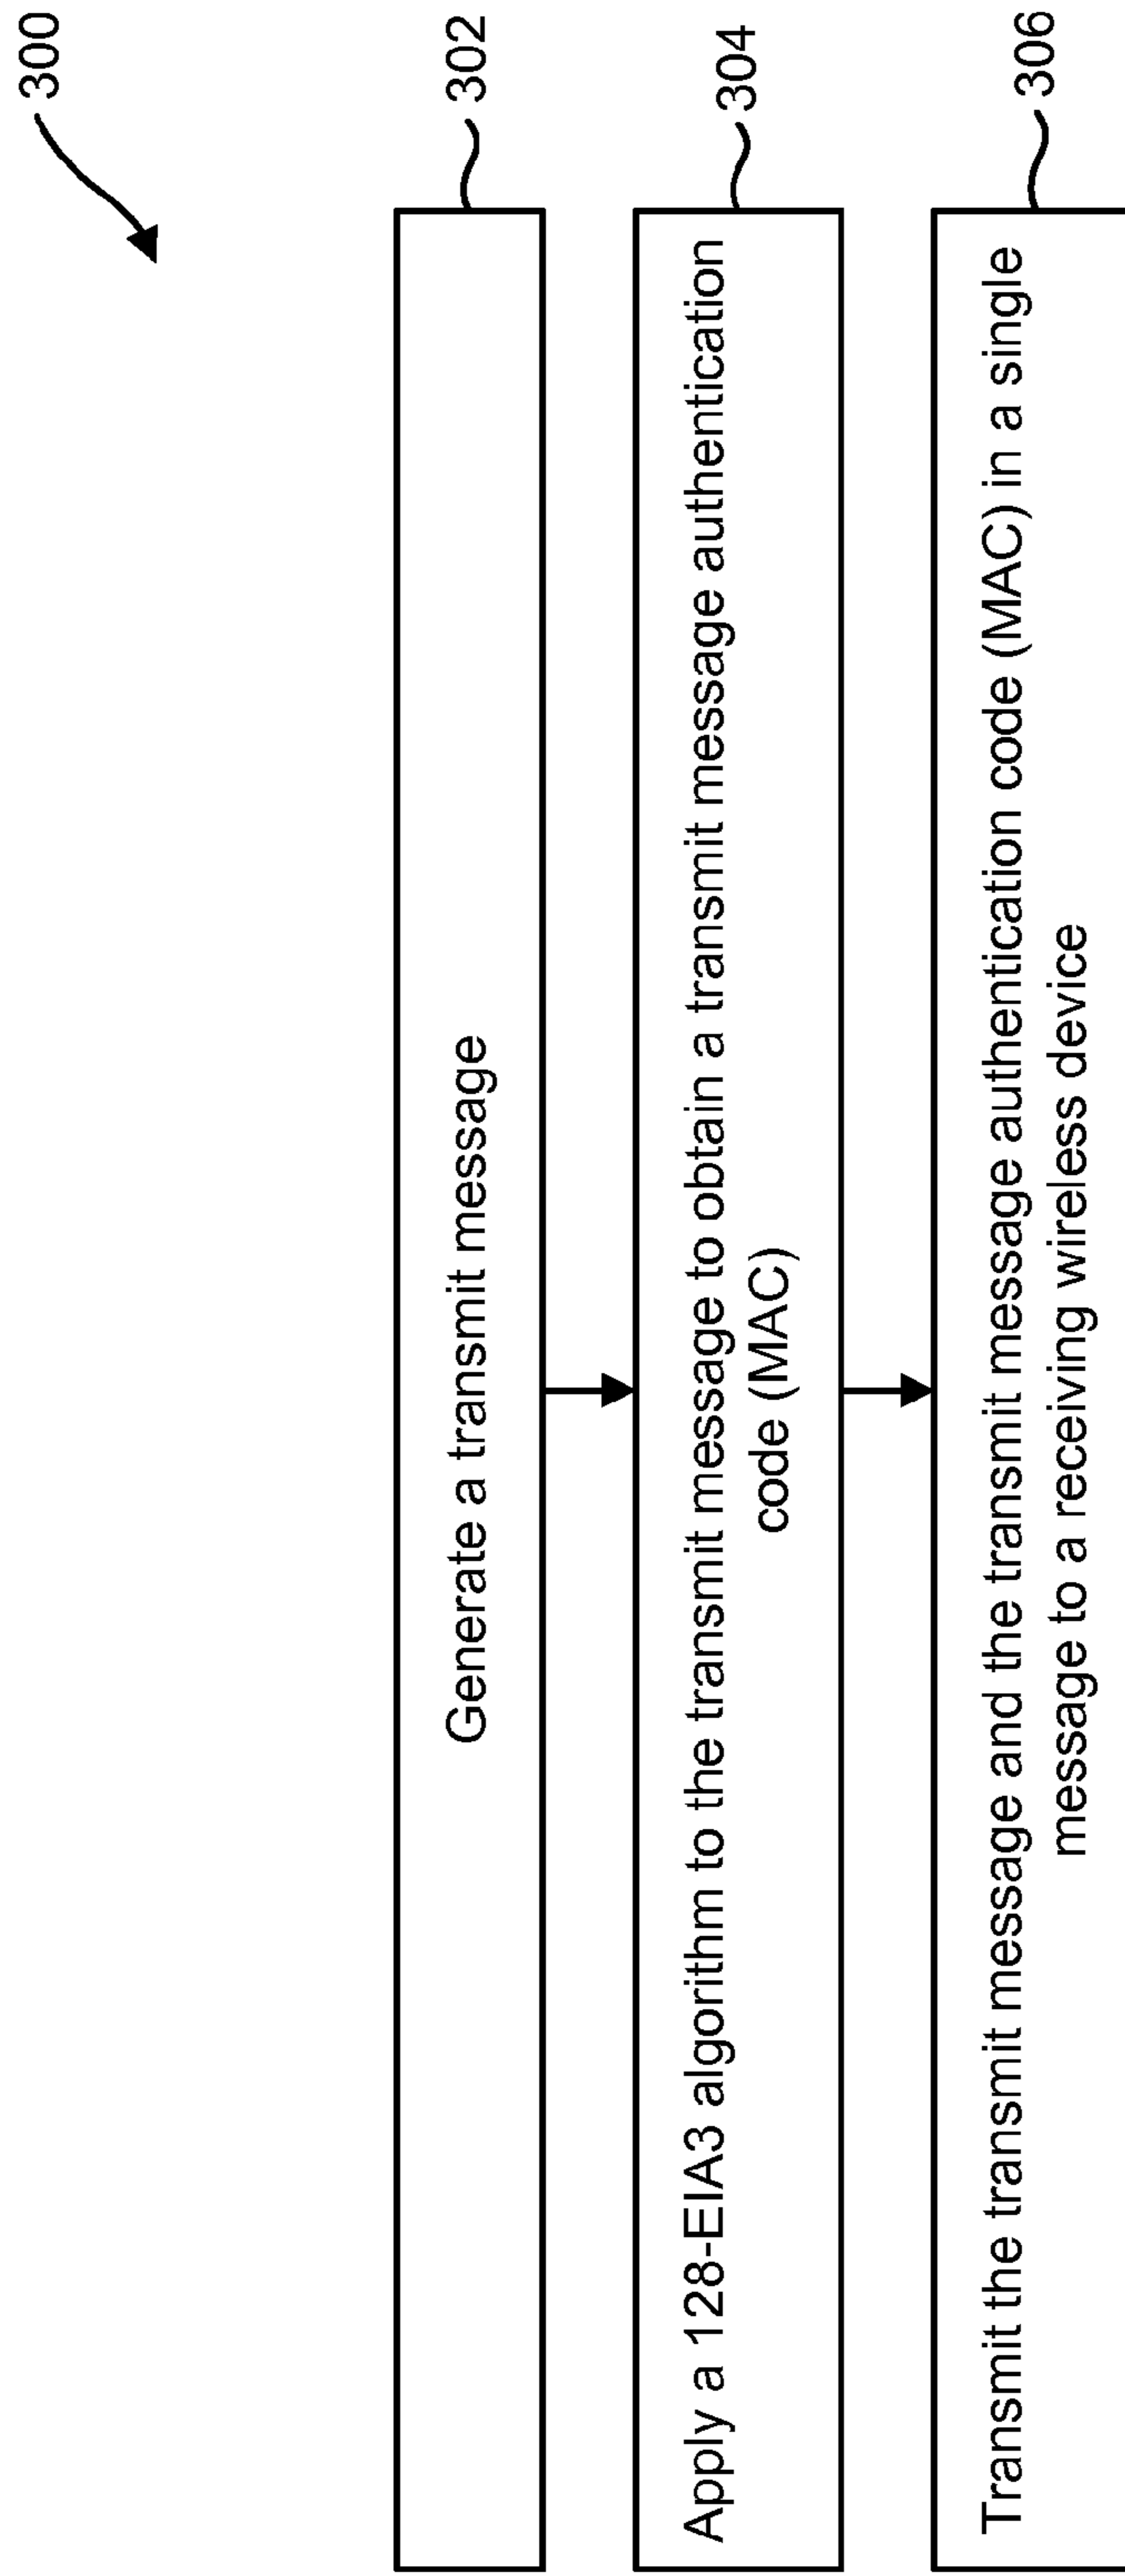 300
Generate a transmit message
302
Apply a 128-EIA3 algorithm to the transmit message to obtain a transmit message authentication
code (MAC)
304
Transmit the transmit message and the transmit message authentication code (MAC) in a single
message to a receiving wireless device
306